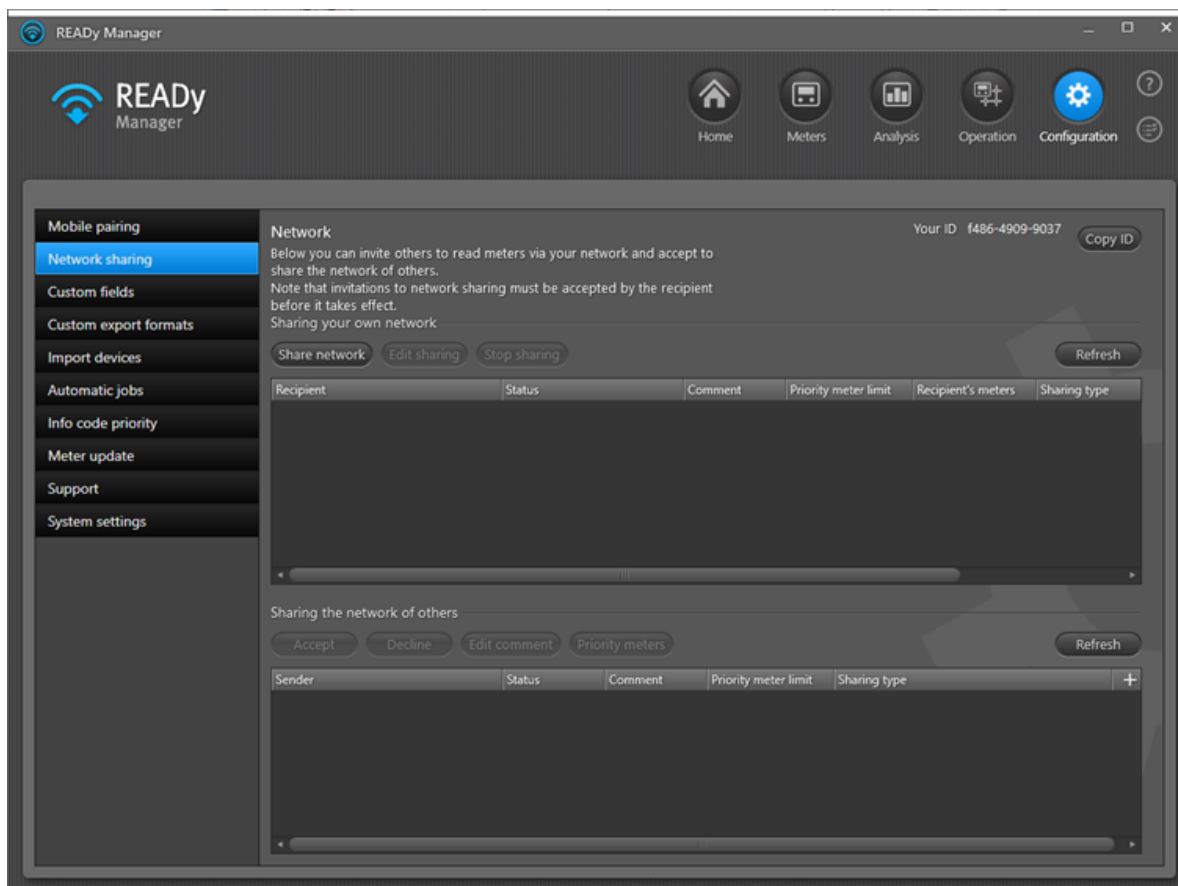 READy Manager
READy
Manager
Home
Meters
Analysis
Operation
Configuration
?
Mobile pairing
Network sharing
Custom fields
Custom export formats
Import devices
Automatic jobs
Info code priority
Meter update
Support
System settings
Network
Your ID f486-4909-9037
Copy ID
Below you can invite others to read meters via your network and accept to
share the network of others.
Note that invitations to network sharing must be accepted by the recipient
before it takes effect.
Sharing your own network
Share network
Edit sharing
Stop sharing
Refresh
Recipient
Status
Comment
Priority meter limit
Recipient's meters
Sharing type
Sharing the network of others
Accept
Decline
Edit comment
Priority meters
Refresh
Sender
Status
Comment
Priority meter limit
Sharing type
+